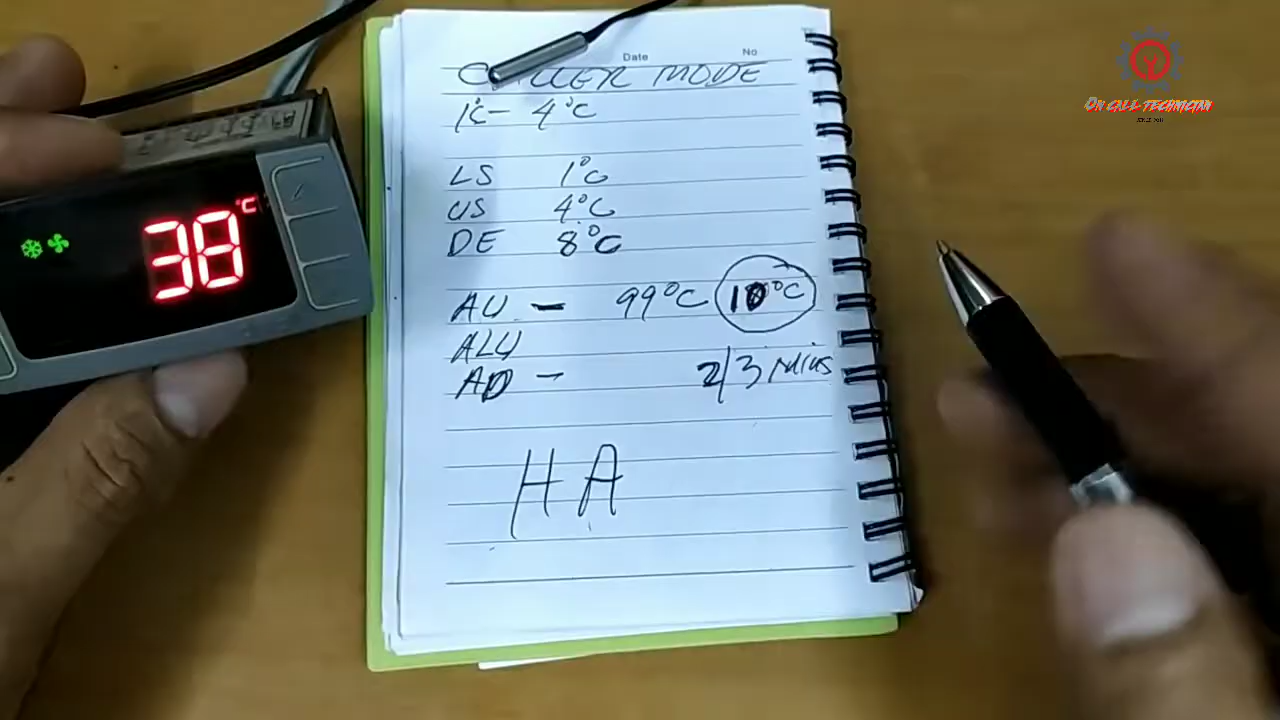 Date No
CHILLER MODE
1°C - 4°C
LS 1°C
US 4°C
DE 8°C
AU - 99°C 10°C
ALU
AD - 2/3 Mins
HA
38 °C
ON CALL TECHNICIAN